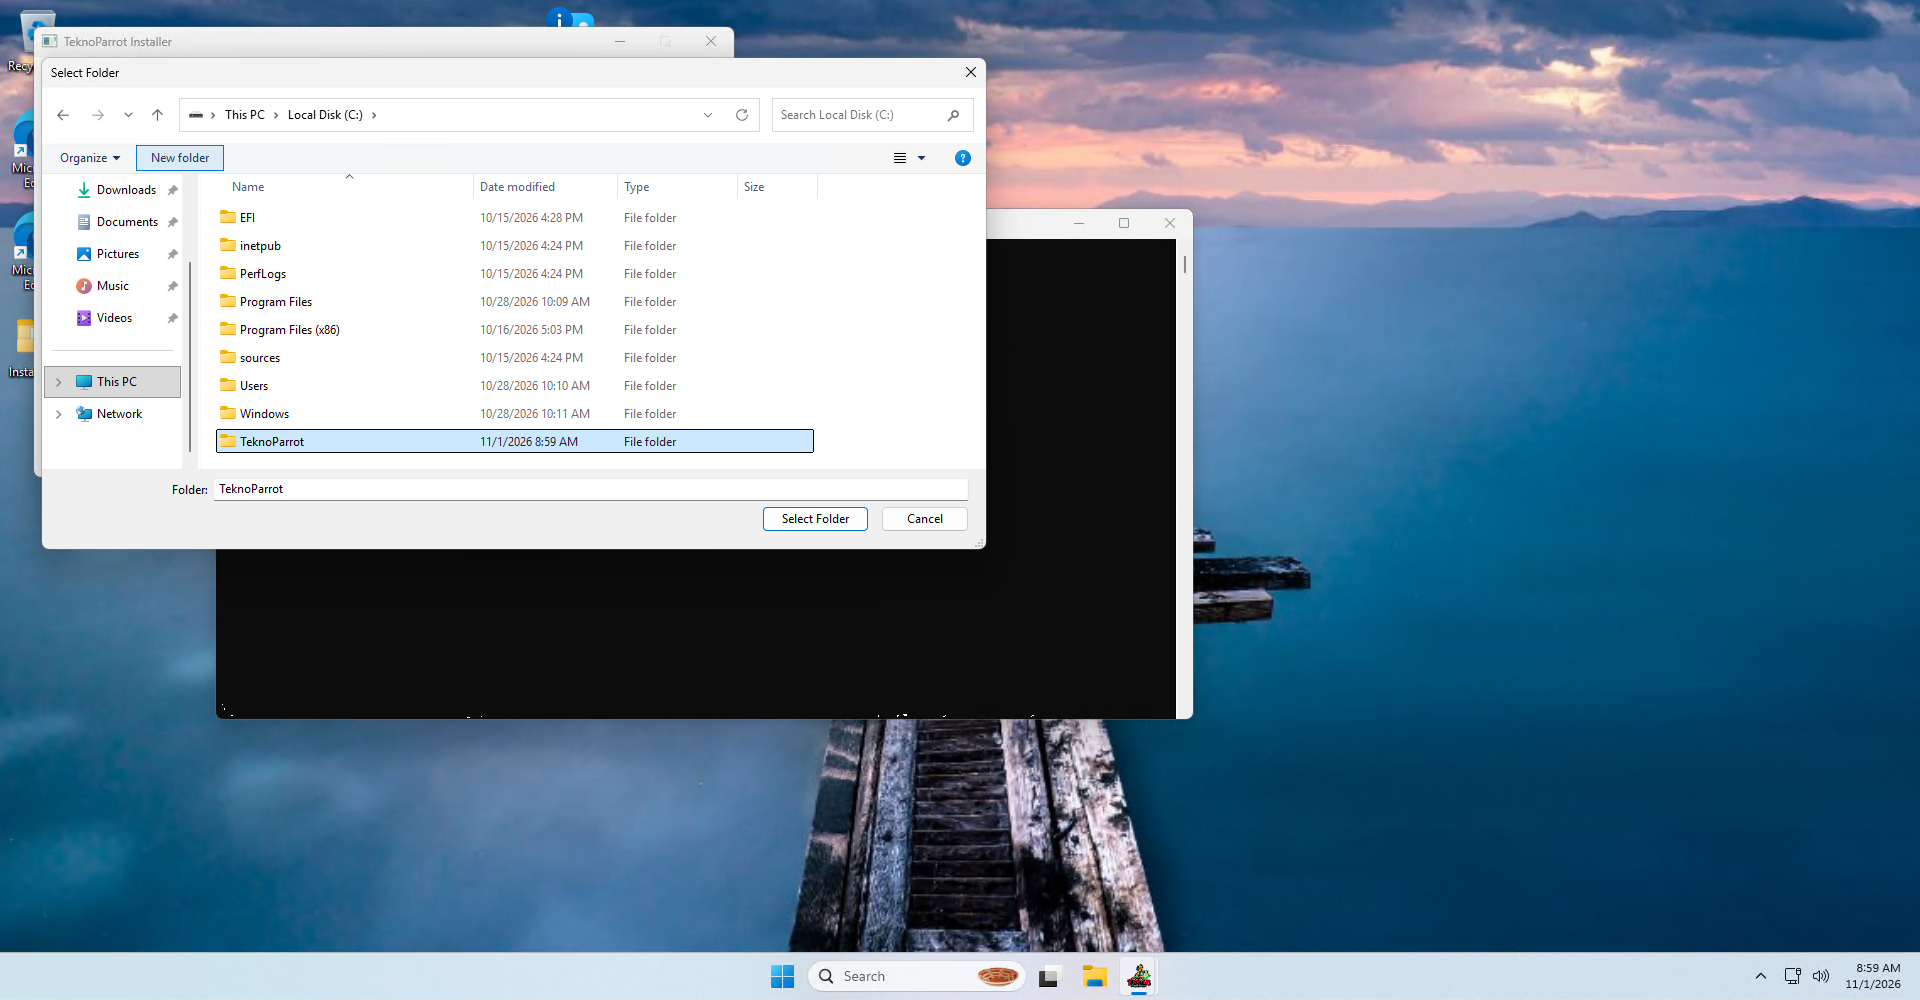 TeknoParrot Installer
Select Folder
This PC
Local Disk (C:)
Search Local Disk (C:)
Organize
New folder
Name
Date modified
Type
Size
Downloads
Documents
Pictures
Music
Videos
This PC
Network
EFI 10/15/2026 4:28 PM File folder
inetpub 10/15/2026 4:24 PM File folder
PerfLogs 10/15/2026 4:24 PM File folder
Program Files 10/28/2026 10:09 AM File folder
Program Files (x86) 10/16/2026 5:03 PM File folder
sources 10/15/2026 4:24 PM File folder
Users 10/28/2026 10:10 AM File folder
Windows 10/28/2026 10:11 AM File folder
TeknoParrot 11/1/2026 8:59 AM File folder
Folder: TeknoParrot
Select Folder
Cancel
Search
8:59 AM
11/1/2026